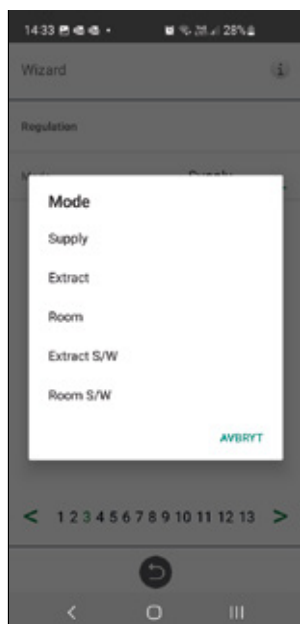 14:33 28%
Wizard
Regulation
Mode
Supply
Extract
Room
Extract S/W
Room S/W
AVBRYT
< 1 2 3 4 5 6 7 8 9 10 11 12 13 >